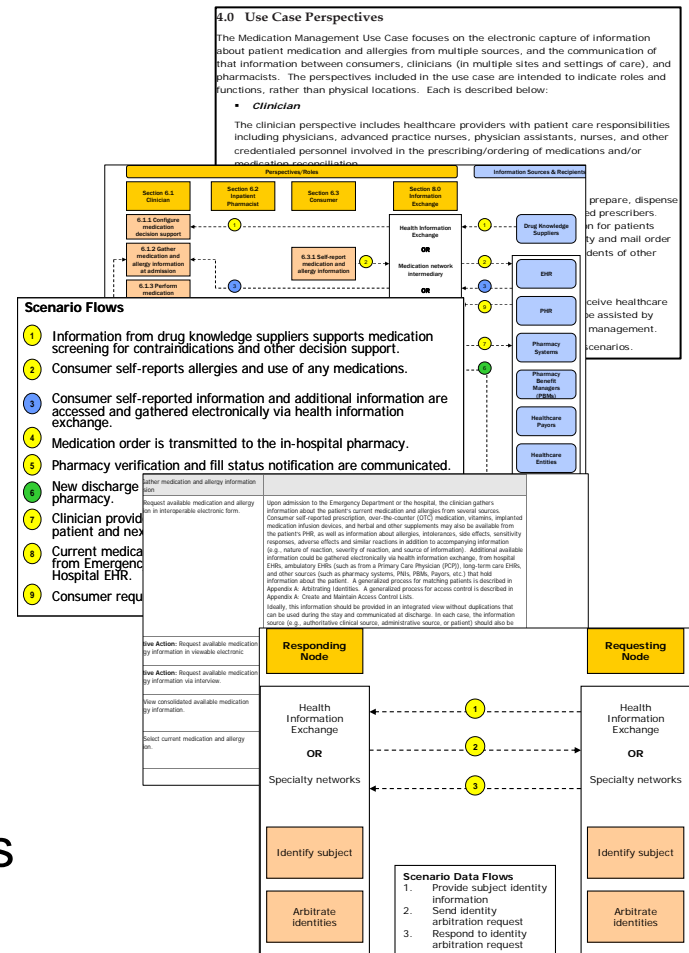 4.0 Use Case Perspectives
The Medication Management Use Case focuses on the electronic capture of information
about patient medication and allergies from multiple sources, and the communication of
that information between consumers, clinicians (in multiple sites and settings of care), and
pharmacists. The perspectives included in the use case are intended to indicate roles and
functions, rather than physical locations. Each is described below:
▪ Clinician
The clinician perspective includes healthcare providers with patient care responsibilities
including physicians, advanced practice nurses, physician assistants, nurses, and other
credentialed personnel involved in the prescribing/ordering of medications and/or
medication reconciliation
prepare, dispense
ed prescribers.
on for patients
ty and mail order
dents of other
ceive healthcare
be assisted by
management.
scenarios.
Perspectives/Roles
Information Sources & Recipients
Section 6.1
Clinician
Section 6.2
Inpatient
Pharmacist
Section 6.3
Consumer
Section 8.0
Information
Exchange
6.1.1 Configure
medication
decision support
6.1.2 Gather
medication and
allergy information
at admission
6.1.3 Perform
medication
6.3.1 Self-report
medication and
allergy information
Health Information
Exchange
OR
Medication network
intermediary
OR
1
1
2
2
3
3
9
7
6
Drug Knowledge
Suppliers
EHR
PHR
Pharmacy
Systems
Pharmacy
Benefit
Managers
(PBMs)
Healthcare
Payors
Healthcare
Entities
Scenario Flows
1 Information from drug knowledge suppliers supports medication
screening for contraindications and other decision support.
2 Consumer self-reports allergies and use of any medications.
3 Consumer self-reported information and additional information are
accessed and gathered electronically via health information
exchange.
4 Medication order is transmitted to the in-hospital pharmacy.
5 Pharmacy verification and fill status notification are communicated.
6 New discharge
pharmacy.
7 Clinician provid
patient and nex
8 Current medica
from Emergenc
Hospital EHR.
9 Consumer requ
Gather medication and allergy information
sion
Request available medication and allergy
ion in interoperable electronic form.
Upon admission to the Emergency Department or the hospital, the clinician gathers
information about the patient's current medication and allergies from several sources.
Consumer self-reported prescription, over-the-counter (OTC) medication, vitamins, implanted
medication infusion devices, and herbal and other supplements may also be available from
the patient's PHR, as well as information about allergies, intolerances, side effects, sensitivity
responses, adverse effects and similar reactions in addition to accompanying information
(e.g., nature of reaction, severity of reaction, and source of information). Additional available
information could be gathered electronically via health information exchange, from hospital
EHRs, ambulatory EHRs (such as from a Primary Care Physician (PCP)), long-term care EHRs,
and other sources (such as pharmacy systems, PNIs, PBMs, Payors, etc.) that hold
information about the patient. A generalized process for matching patients is described in
Appendix A: Arbitrating Identities. A generalized process for access control is described in
Appendix A: Create and Maintain Access Control Lists.
Ideally, this information should be provided in an integrated view without duplications that
can be used during the stay and communicated at discharge. In each case, the information
source (e.g., authoritative clinical source, administrative source, or patient) should also be
tive Action: Request available medication
gy information in viewable electronic
tive Action: Request available medication
gy information via interview.
View consolidated available medication
gy information.
Select current medication and allergy
ion.
Responding
Node
Requesting
Node
Health
Information
Exchange
OR
Specialty networks
1
2
3
Health
Information
Exchange
OR
Specialty networks
Identify subject
Arbitrate
identities
Scenario Data Flows
1. Provide subject identity
information
2. Send identity
arbitration request
3. Respond to identity
arbitration request
Identify subject
Arbitrate
identities
s